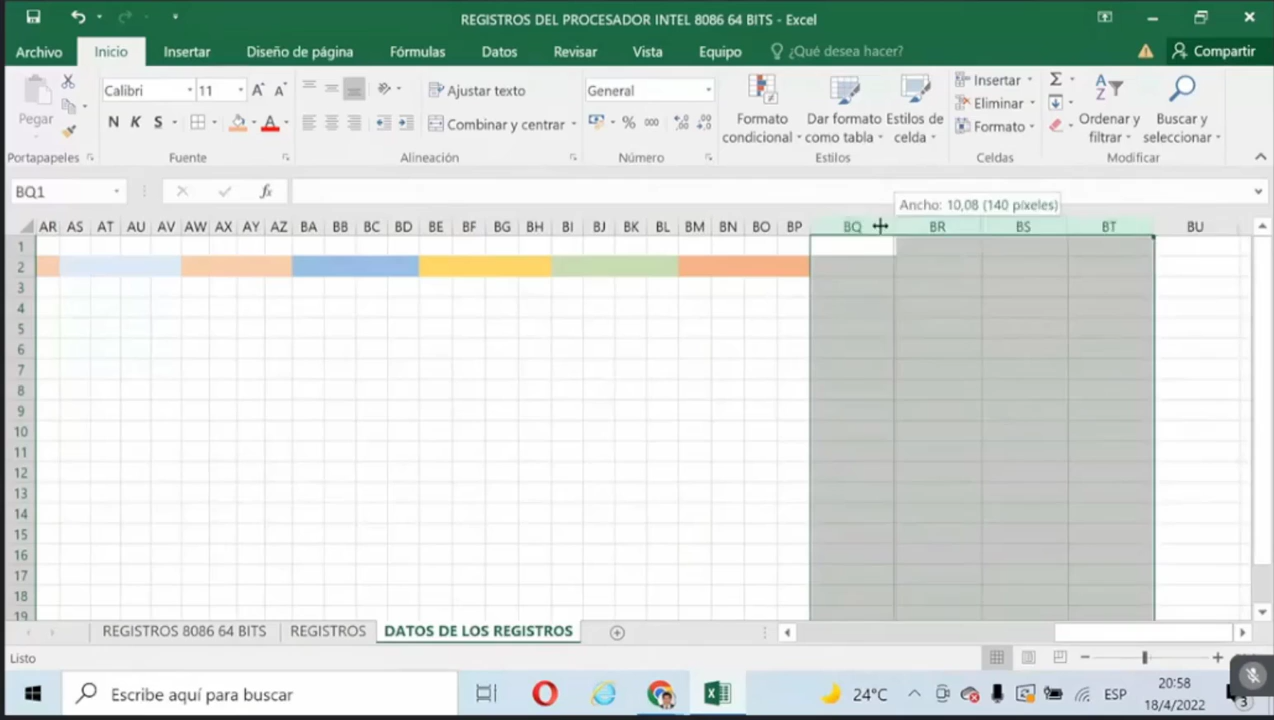 REGISTROS DEL PROCESADOR INTEL 8086 64 BITS - Excel
Archivo Inicio Insertar Diseño de página Fórmulas Datos Revisar Vista Equipo ¿Qué desea hacer? Compartir
Pegar
Calibri 11 A A
N K S A
Ajustar texto
Combinar y centrar
General
% 000
Formato condicional
Dar formato como tabla
Estilos de celda
Insertar
Eliminar
Formato
Ordenar y filtrar
Buscar y seleccionar
Portapapeles Fuente Alineación Número Estilos Celdas Modificar
BQ1 fx
Ancho: 10,08 (140 píxeles)
AR AS AT AU AV AW AX AY AZ BA BB BC BD BE BF BG BH BI BJ BK BL BM BN BO BP BQ BR BS BT BU
1
2
3
4
5
6
7
8
9
10
11
12
13
14
15
16
17
18
19
REGISTROS 8086 64 BITS REGISTROS DATOS DE LOS REGISTROS
Listo
Escribe aquí para buscar 24°C ESP 20:58
18/4/2022 3